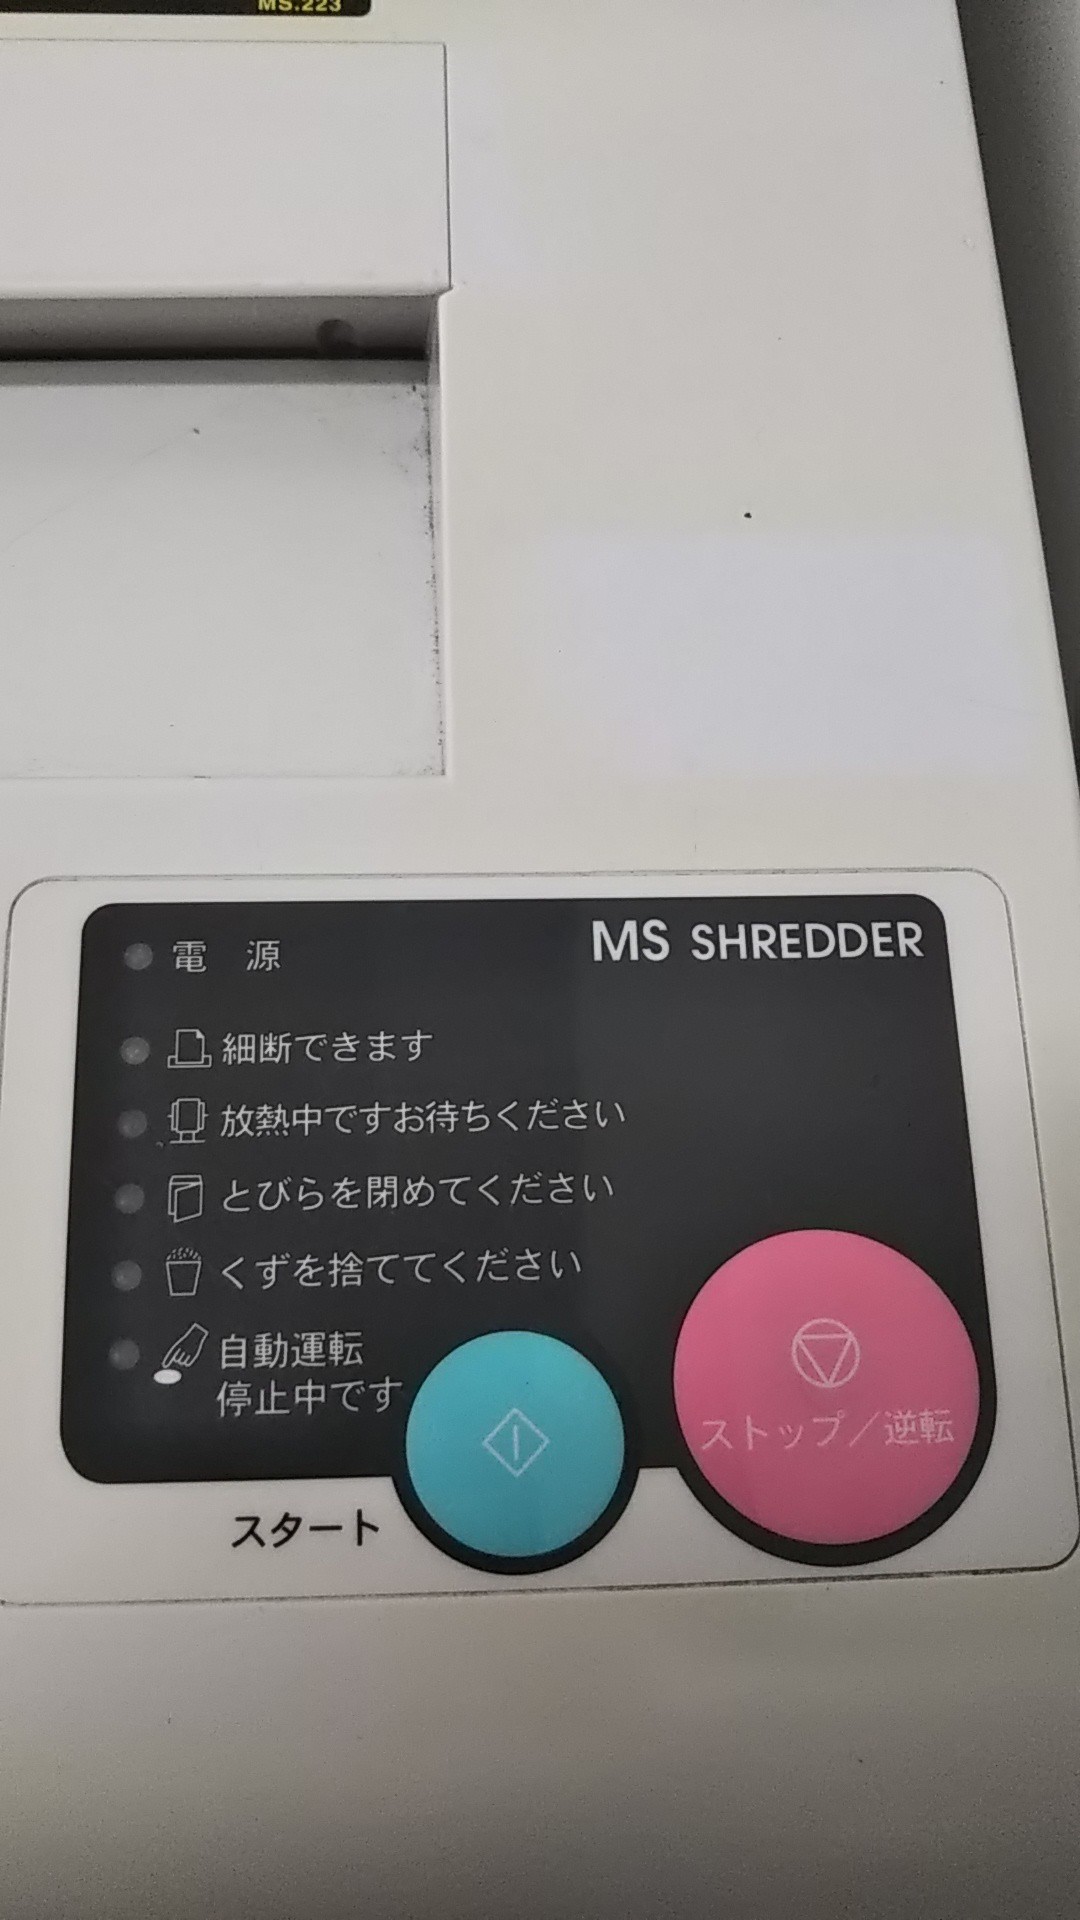 MS.223
電源
MS SHREDDER
細断できます
放熱中ですお待ちください
とびらを閉めてください
くずを捨ててください
自動運転
停止中です
ストップ／逆転
スタート